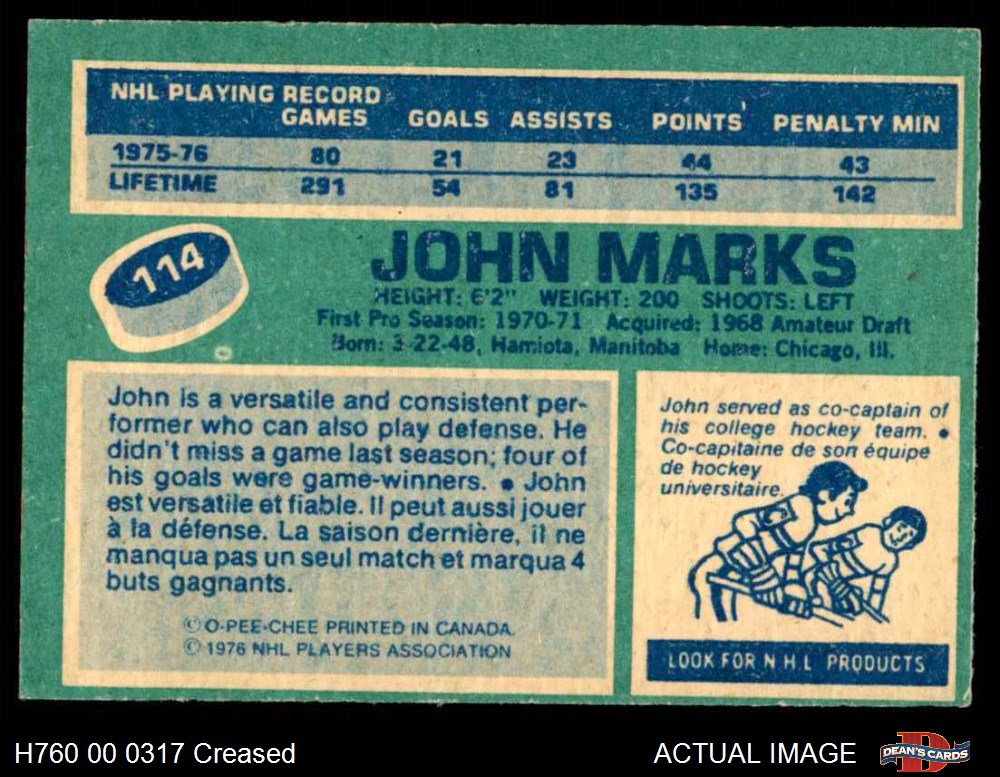 NHL PLAYING RECORD
GAMES GOALS ASSISTS POINTS PENALTY MIN
1975-76 80 21 23 44 43
LIFETIME 291 54 81 135 142
114
JOHN MARKS
HEIGHT: 6'2" WEIGHT: 200 SHOOTS: LEFT
First Pro Season: 1970-71 Acquired: 1968 Amateur Draft
Born: 3-22-48, Hamiota, Manitoba Home: Chicago, Ill.
John is a versatile and consistent per-
former who can also play defense. He
didn't miss a game last season; four of
his goals were game-winners. • John
est versatile et fiable. Il peut aussi jouer
à la défense. La saison dernière, il ne
manqua pas un seul match et marqua 4
buts gagnants.
© O-PEE-CHEE PRINTED IN CANADA.
© 1976 NHL PLAYERS ASSOCIATION
John served as co-captain of
his college hockey team. •
Co-capitaine de son équipe
de hockey
universitaire.
LOOK FOR N H L PRODUCTS
H760 00 0317 Creased
ACTUAL IMAGE
DEAN'S CARDS